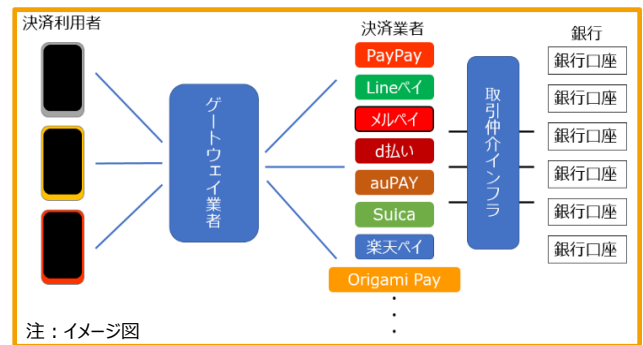 決済利用者
ゲートウェイ業者
決済業者
PayPay
Lineペイ
メルペイ
d払い
auPAY
Suica
楽天ペイ
Origami Pay
・
・
・
取引仲介インフラ
銀行
銀行口座
銀行口座
銀行口座
銀行口座
銀行口座
銀行口座
注：イメージ図